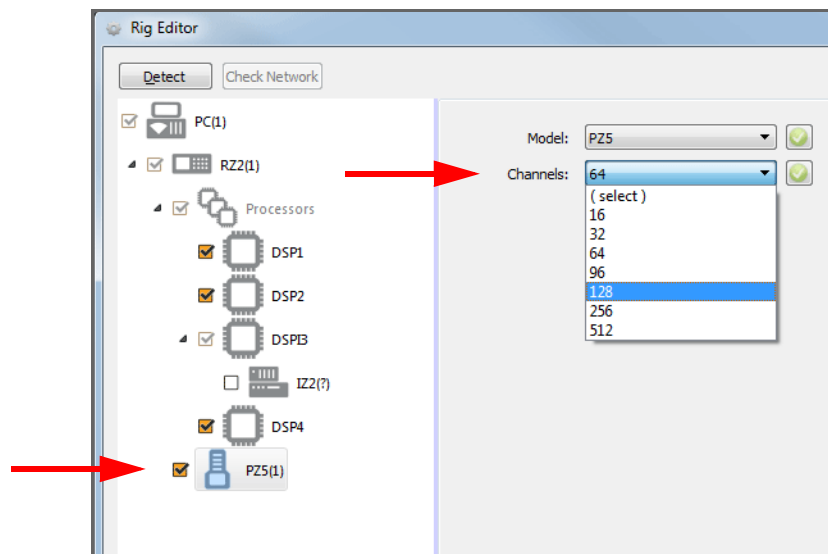 Rig Editor
Detect
Check Network
PC(1)
RZ2(1)
Processors
DSP1
DSP2
DSPI3
IZ2(?)
DSP4
PZ5(1)
Model: PZ5
Channels: 64
( select )
16
32
64
96
128
256
512